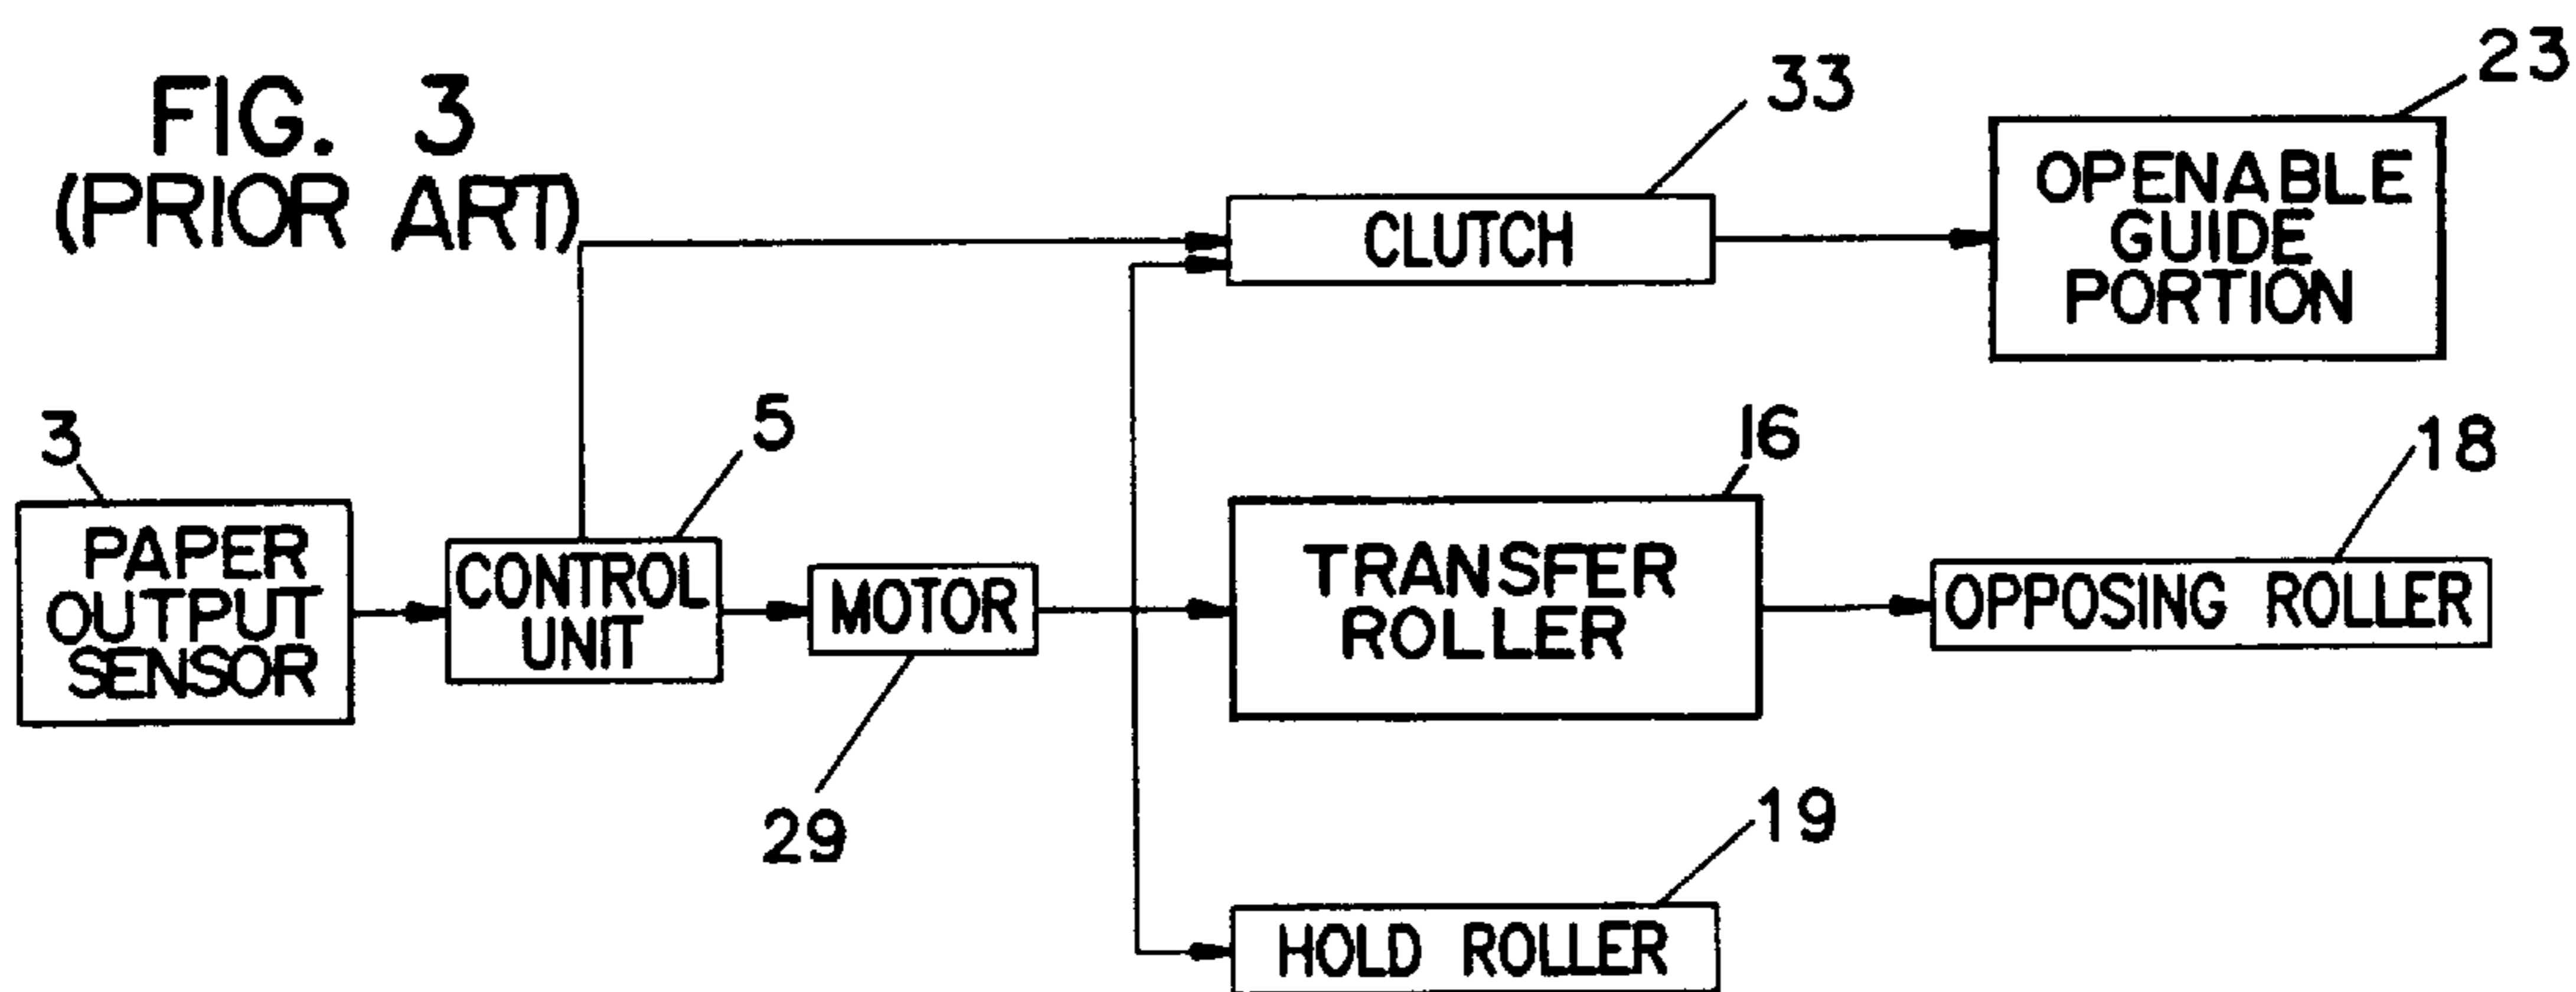 FIG. 3
(PRIOR ART)
33
23
CLUTCH
OPENABLE
GUIDE
PORTION
3
5
16
18
PAPER
OUTPUT
SENSOR
CONTROL
UNIT
MOTOR
TRANSFER
ROLLER
OPPOSING ROLLER
29
19
HOLD ROLLER